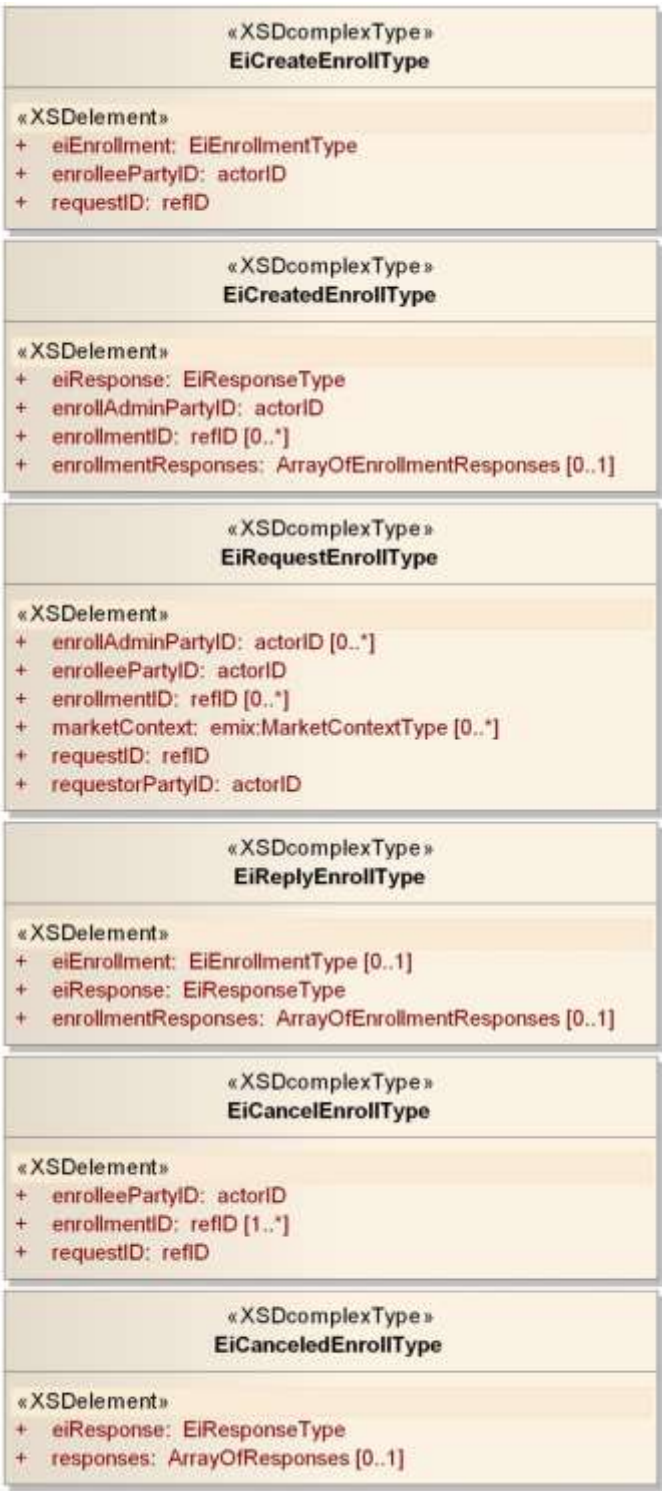 «XSDcomplexType»
EiCreateEnrollType
«XSDelement»
+ eiEnrollment: EiEnrollmentType
+ enrolleePartyID: actorID
+ requestID: refID
«XSDcomplexType»
EiCreatedEnrollType
«XSDelement»
+ eiResponse: EiResponseType
+ enrollAdminPartyID: actorID
+ enrollmentID: refID [0..*]
+ enrollmentResponses: ArrayOfEnrollmentResponses [0..1]
«XSDcomplexType»
EiRequestEnrollType
«XSDelement»
+ enrollAdminPartyID: actorID [0..*]
+ enrolleePartyID: actorID
+ enrollmentID: refID [0..*]
+ marketContext: emix:MarketContextType [0..*]
+ requestID: refID
+ requestorPartyID: actorID
«XSDcomplexType»
EiReplyEnrollType
«XSDelement»
+ eiEnrollment: EiEnrollmentType [0..1]
+ eiResponse: EiResponseType
+ enrollmentResponses: ArrayOfEnrollmentResponses [0..1]
«XSDcomplexType»
EiCancelEnrollType
«XSDelement»
+ enrolleePartyID: actorID
+ enrollmentID: refID [1..*]
+ requestID: refID
«XSDcomplexType»
EiCanceledEnrollType
«XSDelement»
+ eiResponse: EiResponseType
+ responses: ArrayOfResponses [0..1]